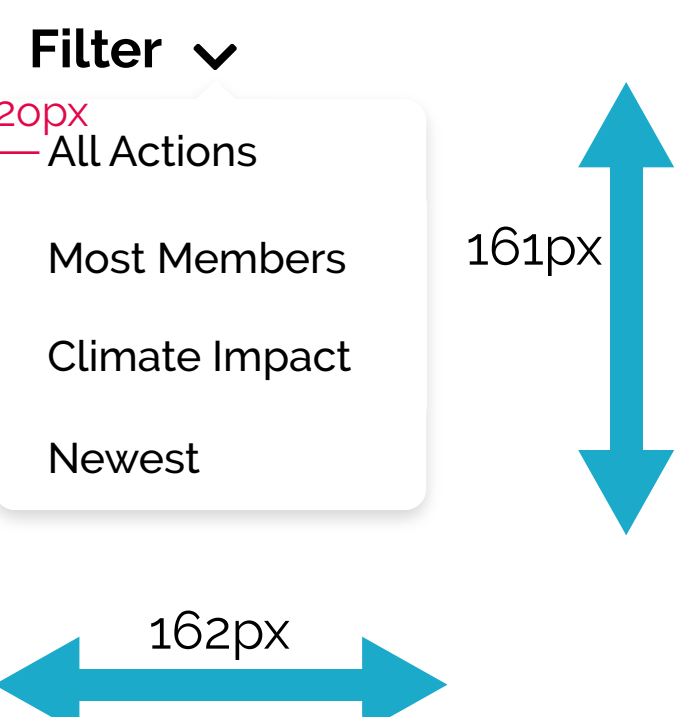 Filter
20px
All Actions
Most Members
161px
Climate Impact
Newest
162px